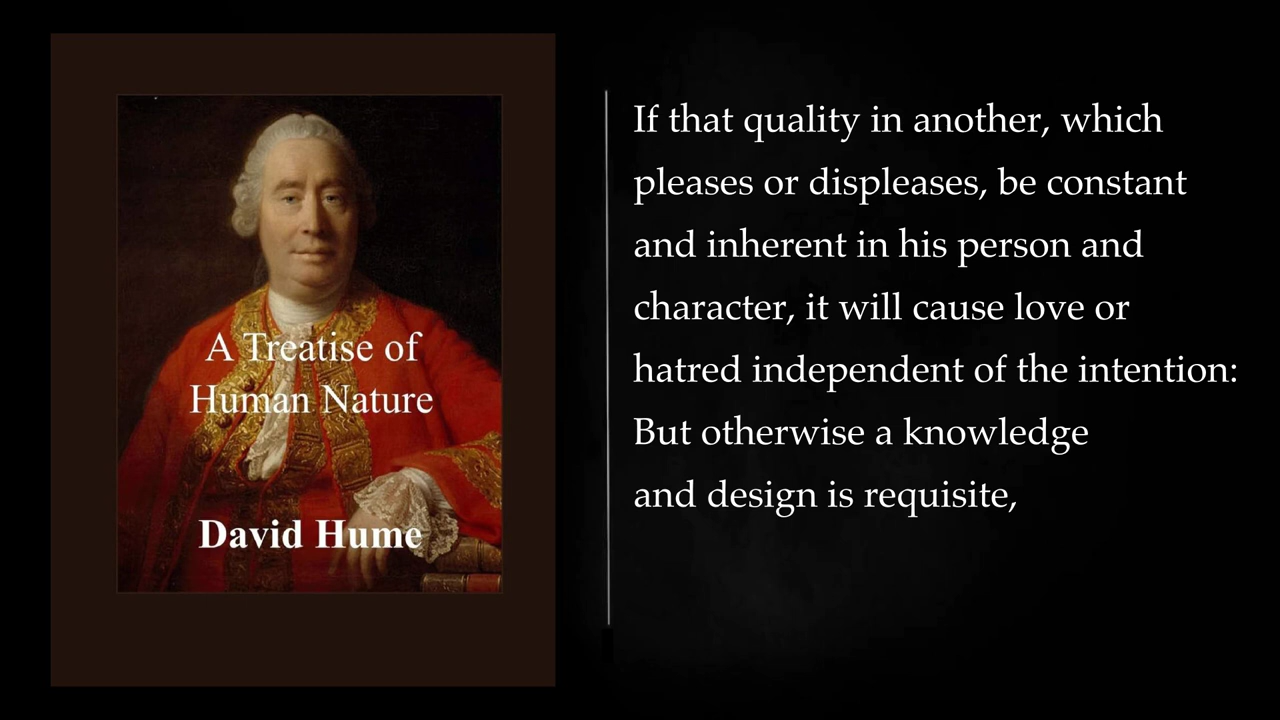 A Treatise of
Human Nature
David Hume
If that quality in another, which
pleases or displeases, be constant
and inherent in his person and
character, it will cause love or
hatred independent of the intention:
But otherwise a knowledge
and design is requisite,